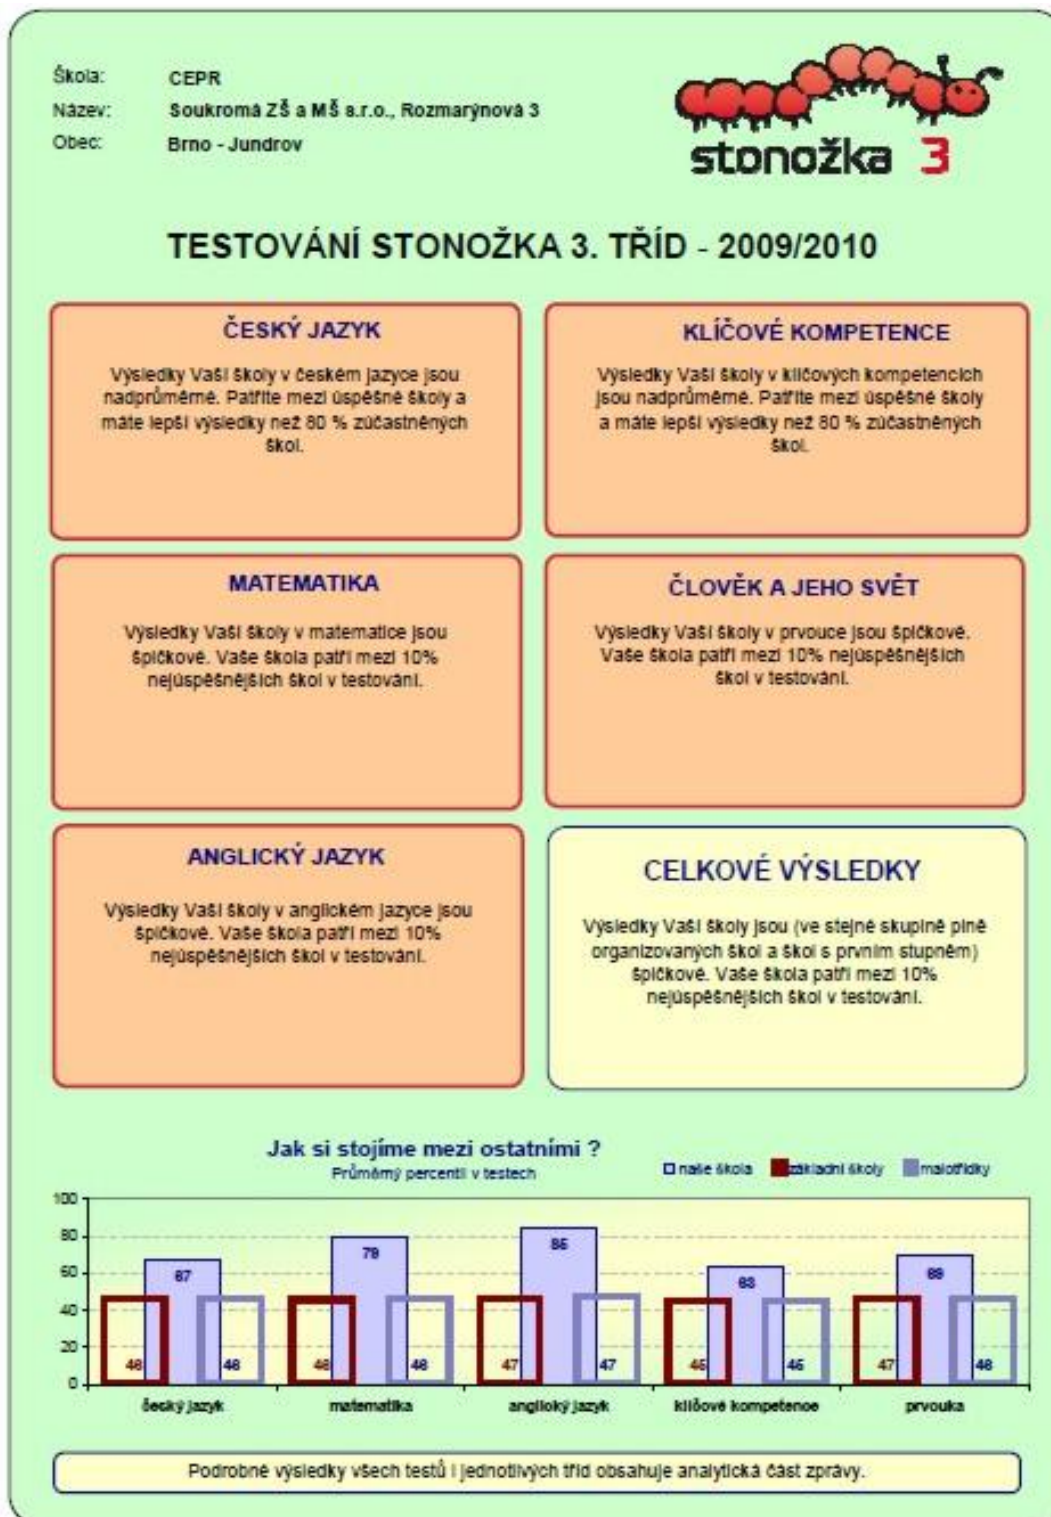 Škola: CEPR
Název: Soukromá ZŠ a MŠ s.r.o., Rozmarýnová 3
Obec: Brno - Jundrov
stonožka 3
TESTOVÁNÍ STONOŽKA 3. TŘÍD - 2009/2010
ČESKÝ JAZYK
Výsledky Vaší školy v českém jazyce jsou
nadprůměrné. Patříte mezi úspěšné školy a
máte lepší výsledky než 80 % zúčastněných
škol.
KLÍČOVÉ KOMPETENCE
Výsledky Vaší školy v klíčových kompetencích
jsou nadprůměrné. Patříte mezi úspěšné školy
a máte lepší výsledky než 80 % zúčastněných
škol.
MATEMATIKA
Výsledky Vaší školy v matematice jsou
špičkové. Vaše škola patří mezi 10%
nejúspěšnějších škol v testování.
ČLOVĚK A JEHO SVĚT
Výsledky Vaší školy v prvouce jsou špičkové.
Vaše škola patří mezi 10% nejúspěšnějších
škol v testování.
ANGLICKÝ JAZYK
Výsledky Vaší školy v anglickém jazyce jsou
špičkové. Vaše škola patří mezi 10%
nejúspěšnějších škol v testování.
CELKOVÉ VÝSLEDKY
Výsledky Vaší školy jsou (ve stejné skupině plně
organizovaných škol a škol s prvním stupněm)
špičkové. Vaše škola patří mezi 10%
nejúspěšnějších škol v testování.
Jak si stojíme mezi ostatními ?
Průměrný percentil v testech
naše škola základní školy malotřídky
100
80
60
40
20
0
67 79 85 63 69
46 46 46 46 47 47 45 45 47 46
český jazyk matematika anglický jazyk klíčové kompetence prvouka
Podrobné výsledky všech testů i jednotlivých tříd obsahuje analytická část zprávy.